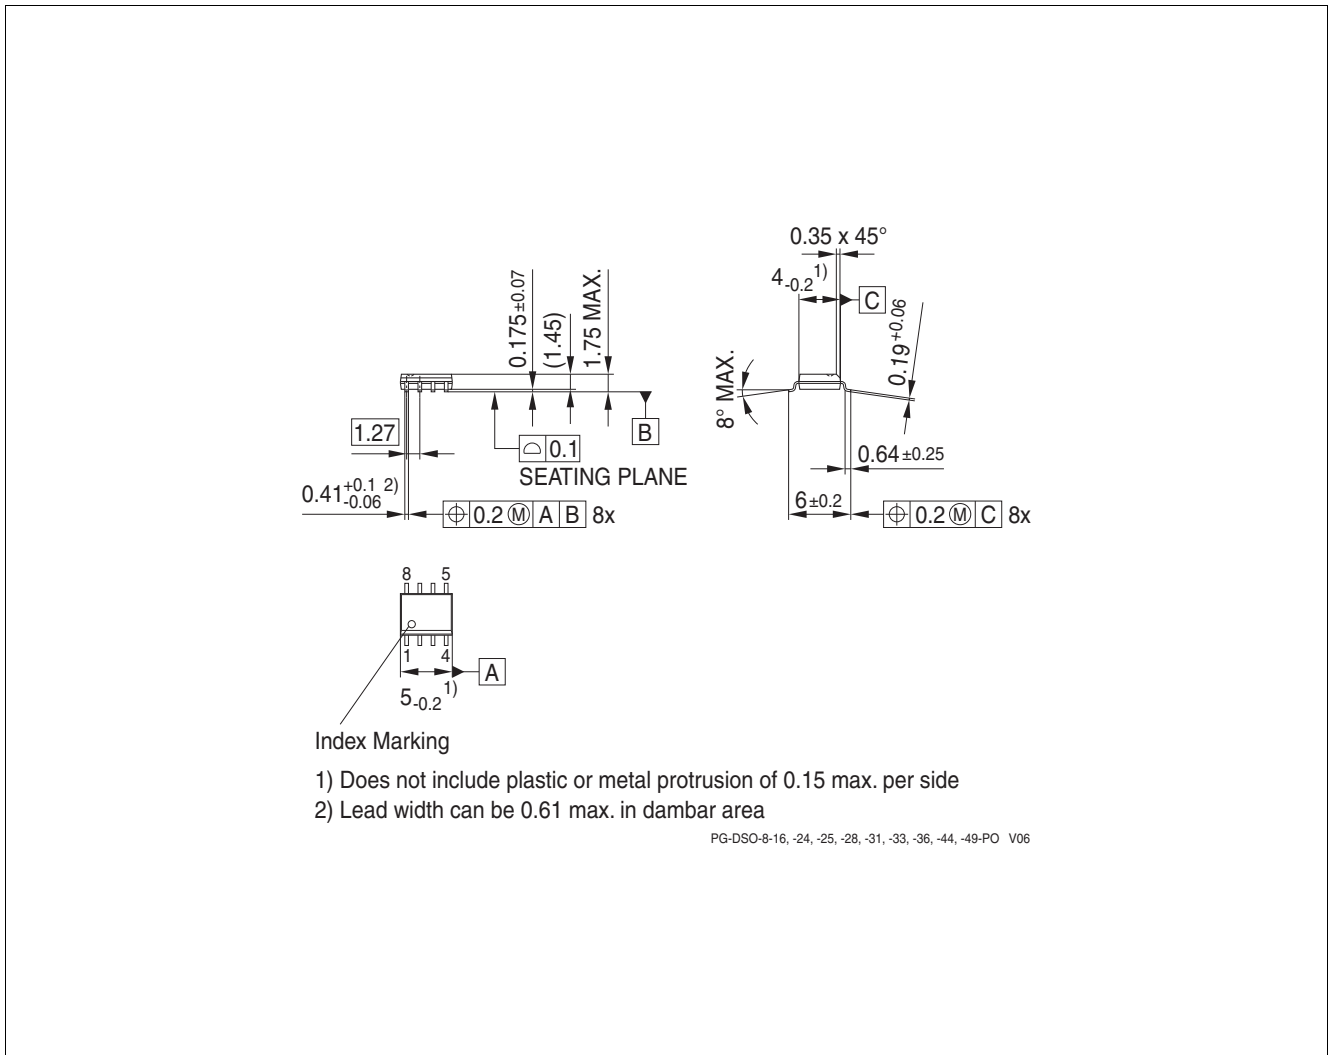 0.35 x 45°
4 -0.2 1)
C
0.175 ±0.07
(1.45)
1.75 MAX.
8° MAX.
0.19 +0.06
1.27
B
0.1
SEATING PLANE
0.64 ±0.25
0.41 +0.1 -0.06 2)
0.2 Ⓜ A B 8x
6 ±0.2
0.2 Ⓜ C 8x
8 5
1 4
A
5 -0.2 1)
Index Marking
1) Does not include plastic or metal protrusion of 0.15 max. per side
2) Lead width can be 0.61 max. in dambar area
PG-DSO-8-16, -24, -25, -28, -31, -33, -36, -44, -49-PO V06